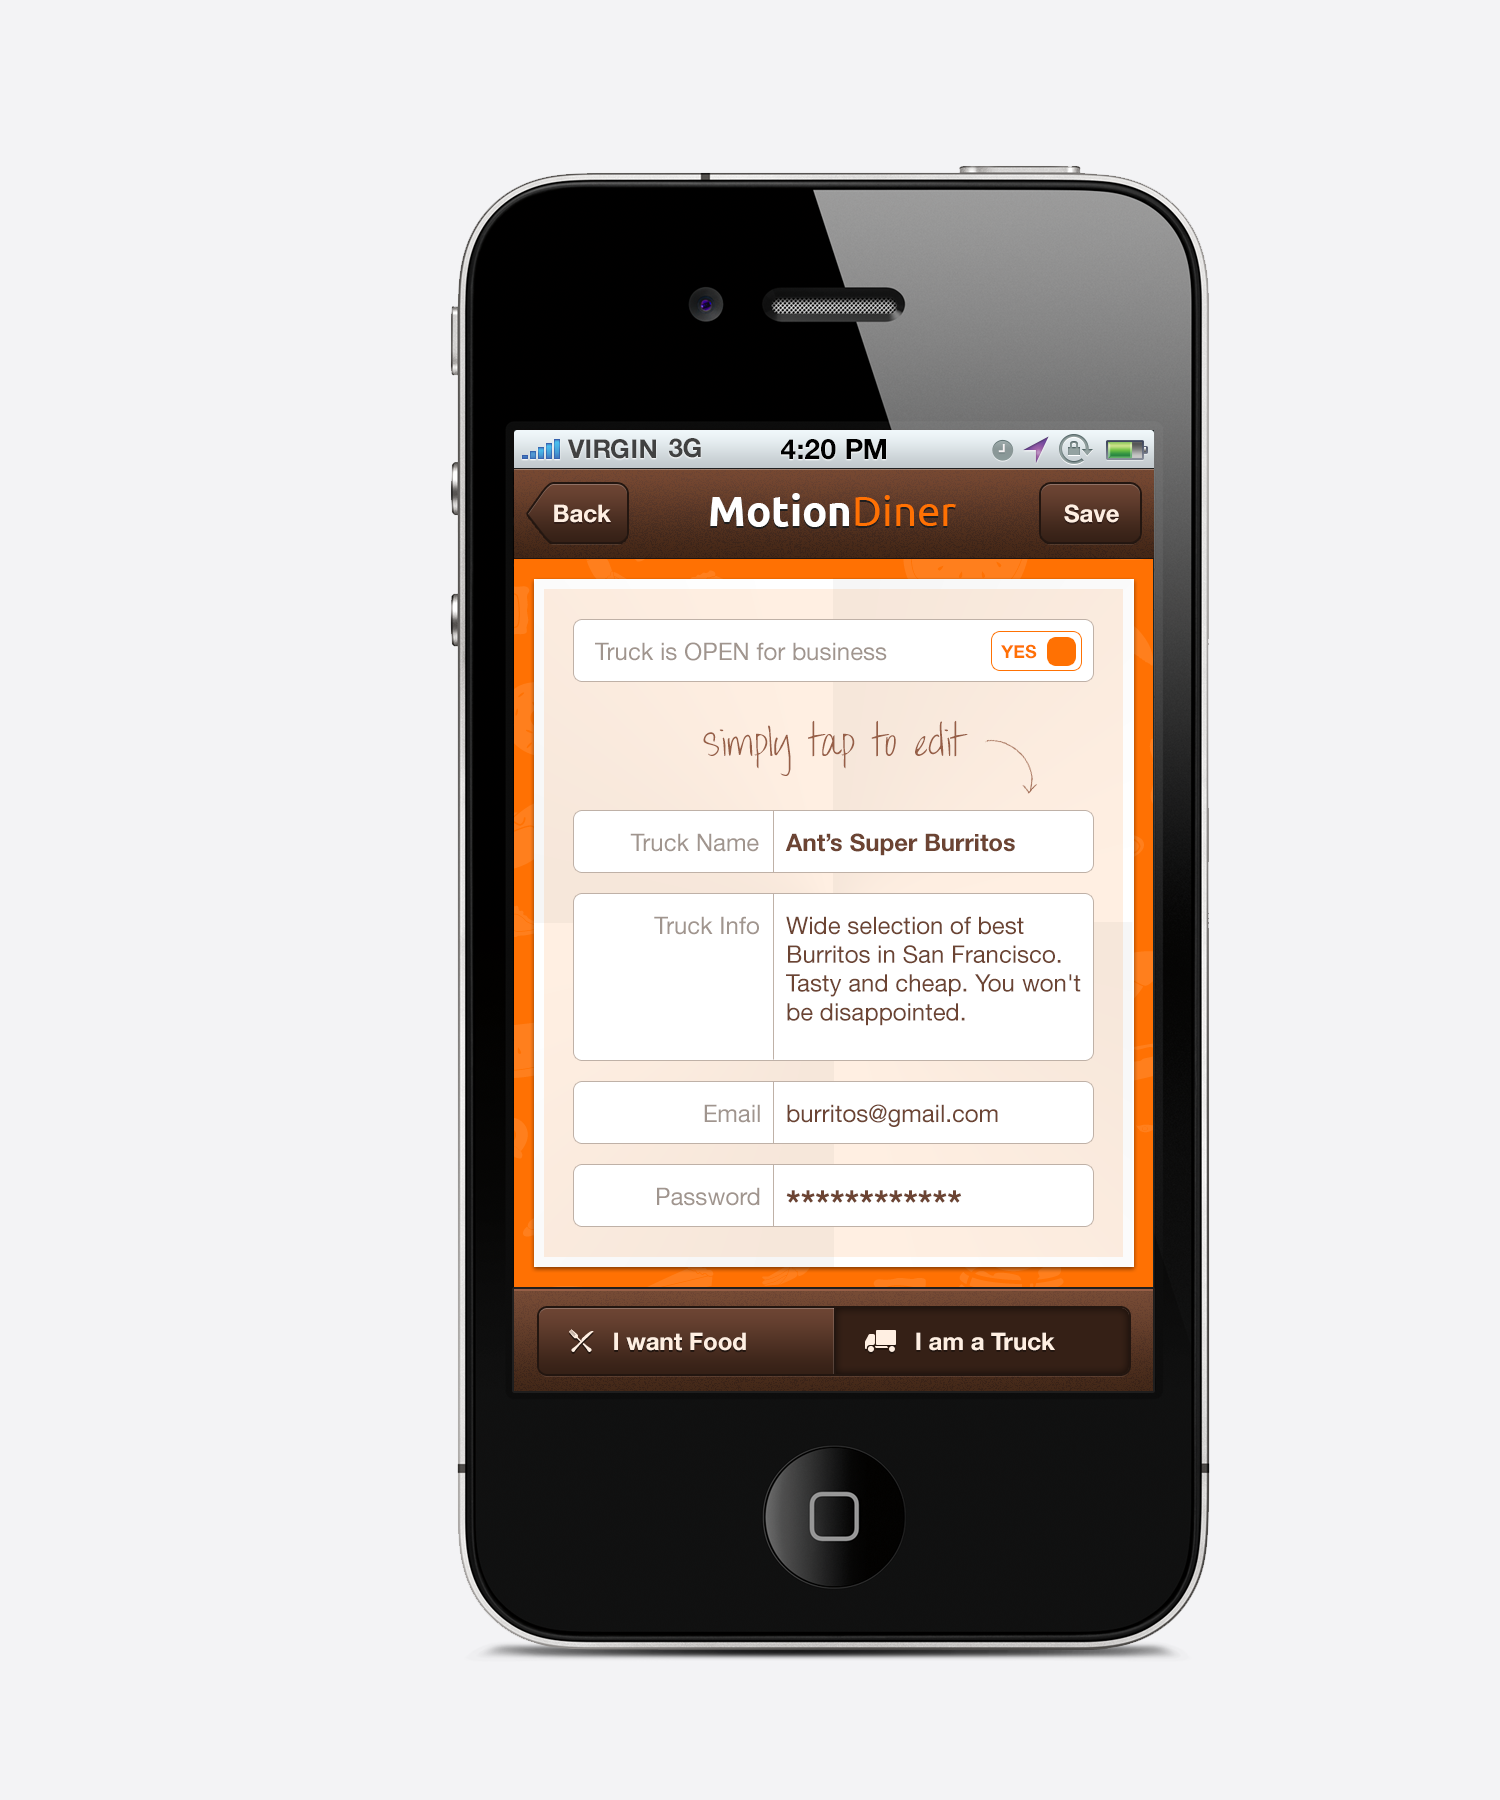 VIRGIN 3G 4:20 PM
Back MotionDiner Save
Truck is OPEN for business YES
simply tap to edit
Truck Name Ant’s Super Burritos
Truck Info Wide selection of best
Burritos in San Francisco.
Tasty and cheap. You won't
be disappointed.
Email burritos@gmail.com
Password ************
I want Food I am a Truck